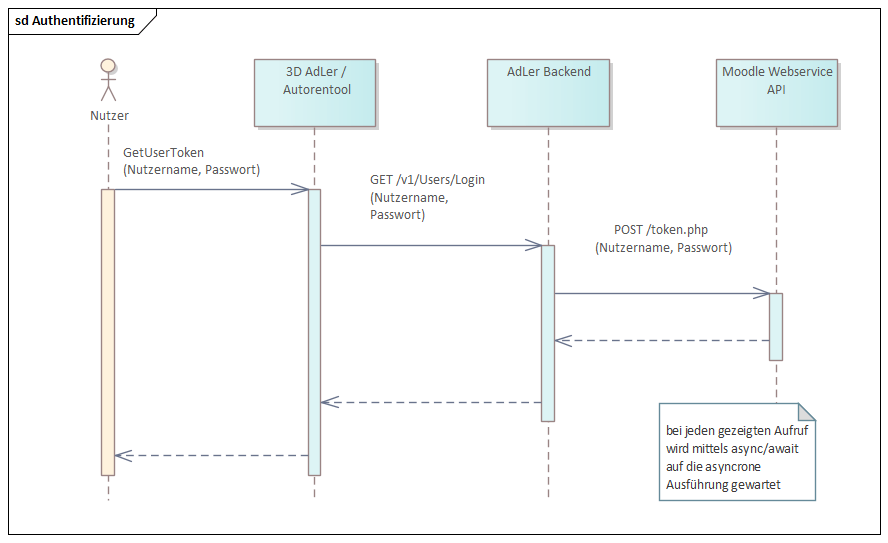 sd Authentifizierung
3D AdLer /
Autorentool
AdLer Backend
Moodle Webservice
API
Nutzer
GetUserToken
(Nutzername, Passwort)
GET /v1/Users/Login
(Nutzername,
Passwort)
POST /token.php
(Nutzername, Passwort)
bei jeden gezeigten Aufruf
wird mittels async/await
auf die asyncrone
Ausführung gewartet